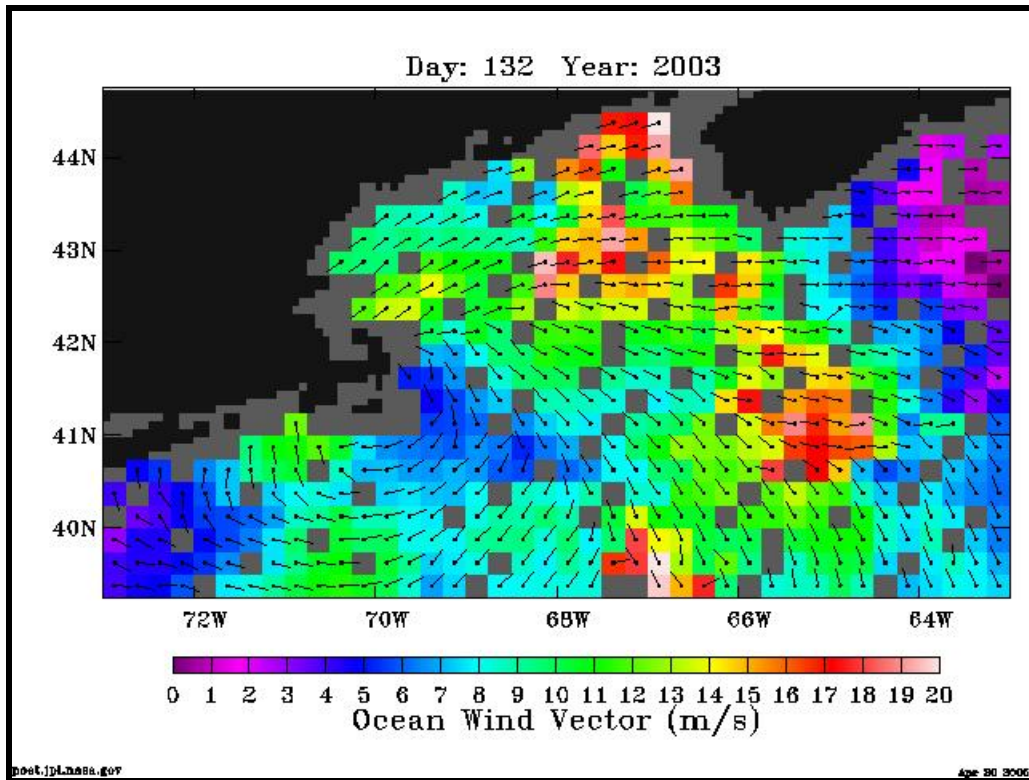 Day: 132 Year: 2003
44N
43N
42N
41N
40N
72W 70W 68W 66W 64W
0 1 2 3 4 5 6 7 8 9 10 11 12 13 14 15 16 17 18 19 20
Ocean Wind Vector (m/s)
poet.jpl.nasa.gov